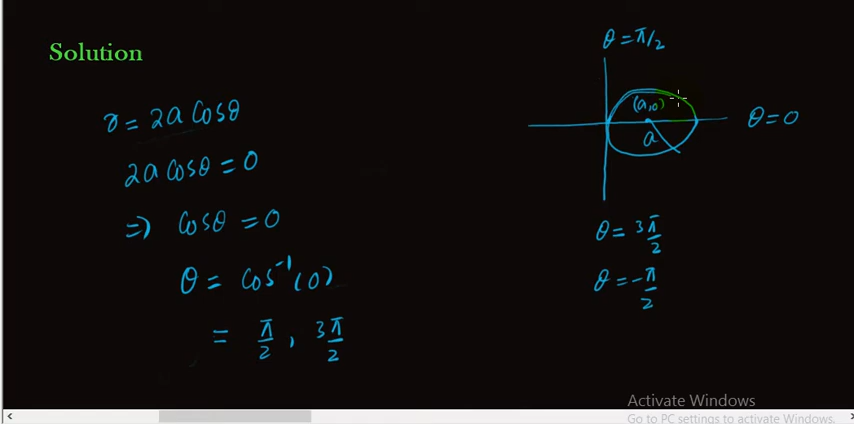 Solution
r = 2a Cosθ
2a Cosθ = 0
=> Cosθ = 0
θ = Cos⁻¹(0)
= π/2, 3π/2
θ = π/2
(a,0)
a
θ = 0
θ = 3π/2
θ = -π/2
Activate Windows
Go to PC settings to activate Windows.